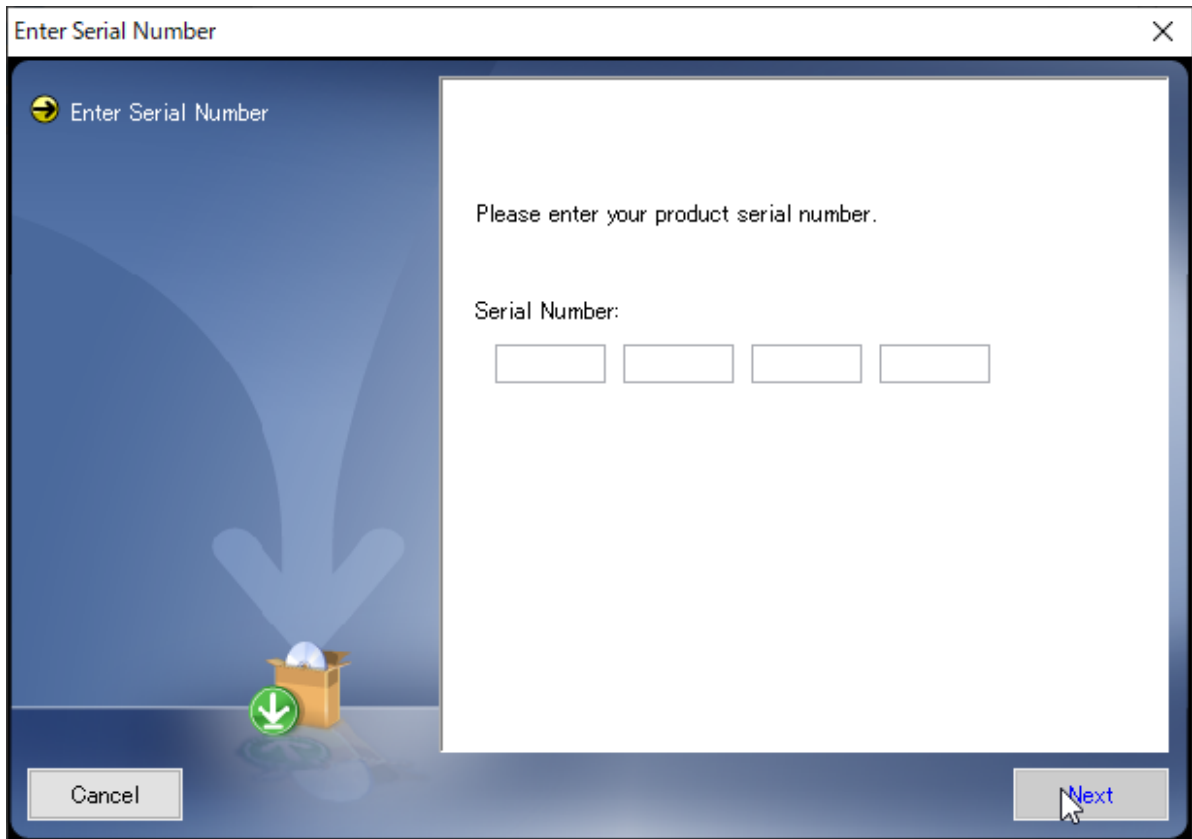 Enter Serial Number
Enter Serial Number
Please enter your product serial number.
Serial Number:
Cancel
Next